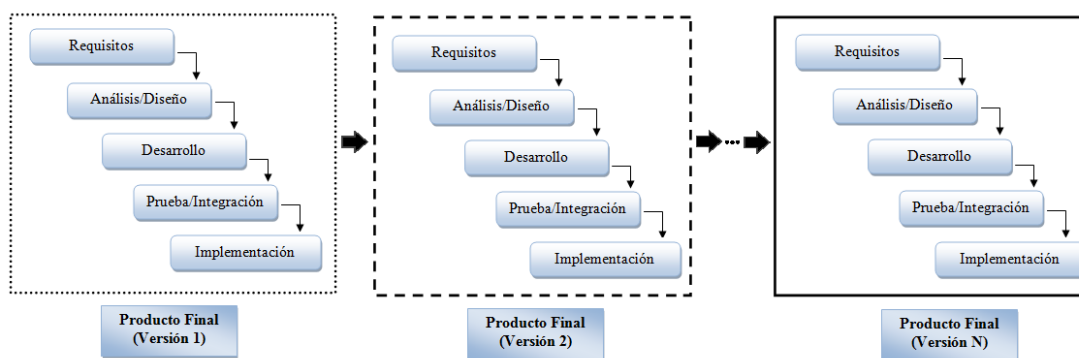 Requisitos
Análisis/Diseño
Desarrollo
Prueba/Integración
Implementación
Producto Final
(Versión 1)
Requisitos
Análisis/Diseño
Desarrollo
Prueba/Integración
Implementación
Producto Final
(Versión 2)
...
Requisitos
Análisis/Diseño
Desarrollo
Prueba/Integración
Implementación
Producto Final
(Versión N)